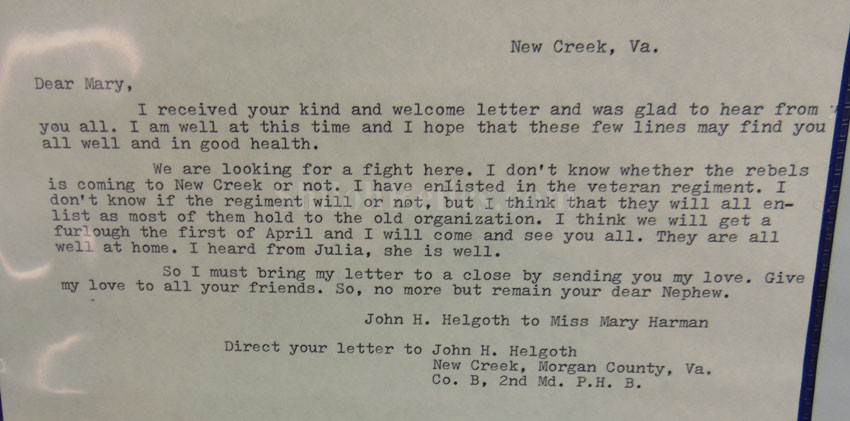 New Creek, Va.
Dear Mary,
I received your kind and welcome letter and was glad to hear from
you all. I am well at this time and I hope that these few lines may find you
all well and in good health.
We are looking for a fight here. I don't know whether the rebels
is coming to New Creek or not. I have enlisted in the veteran regiment. I
don't know if the regiment will or not, but I think that they will all en-
list as most of them hold to the old organization. I think we will get a
furlough the first of April and I will come and see you all. They are all
well at home. I heard from Julia, she is well.
So I must bring my letter to a close by sending you my love. Give
my love to all your friends. So, no more but remain your dear Nephew.
John H. Helgoth to Miss Mary Harman
Direct your letter to John H. Helgoth
New Creek, Morgan County, Va.
Co. B, 2nd Md. P.H. B.